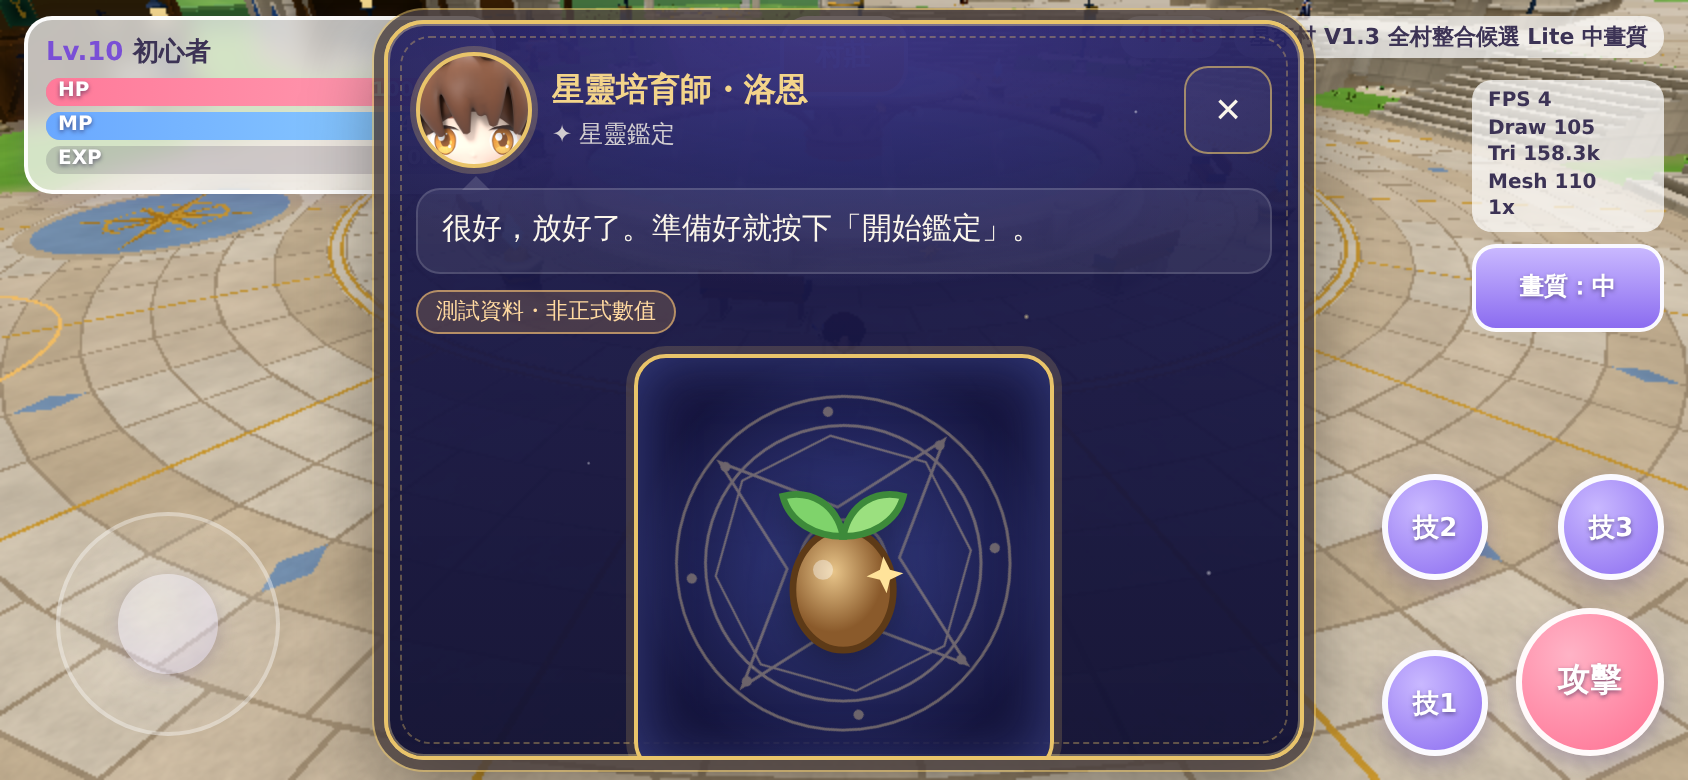 Lv.10 初心者
HP
MP
EXP
星靈培育師・洛恩
✦ 星靈鑑定
×
很好，放好了。準備好就按下「開始鑑定」。
測試資料・非正式數值
V1.3 全村整合候選 Lite 中畫質
FPS 4
Draw 105
Tri 158.3k
Mesh 110
1x
畫質：中
技2
技3
技1
攻擊